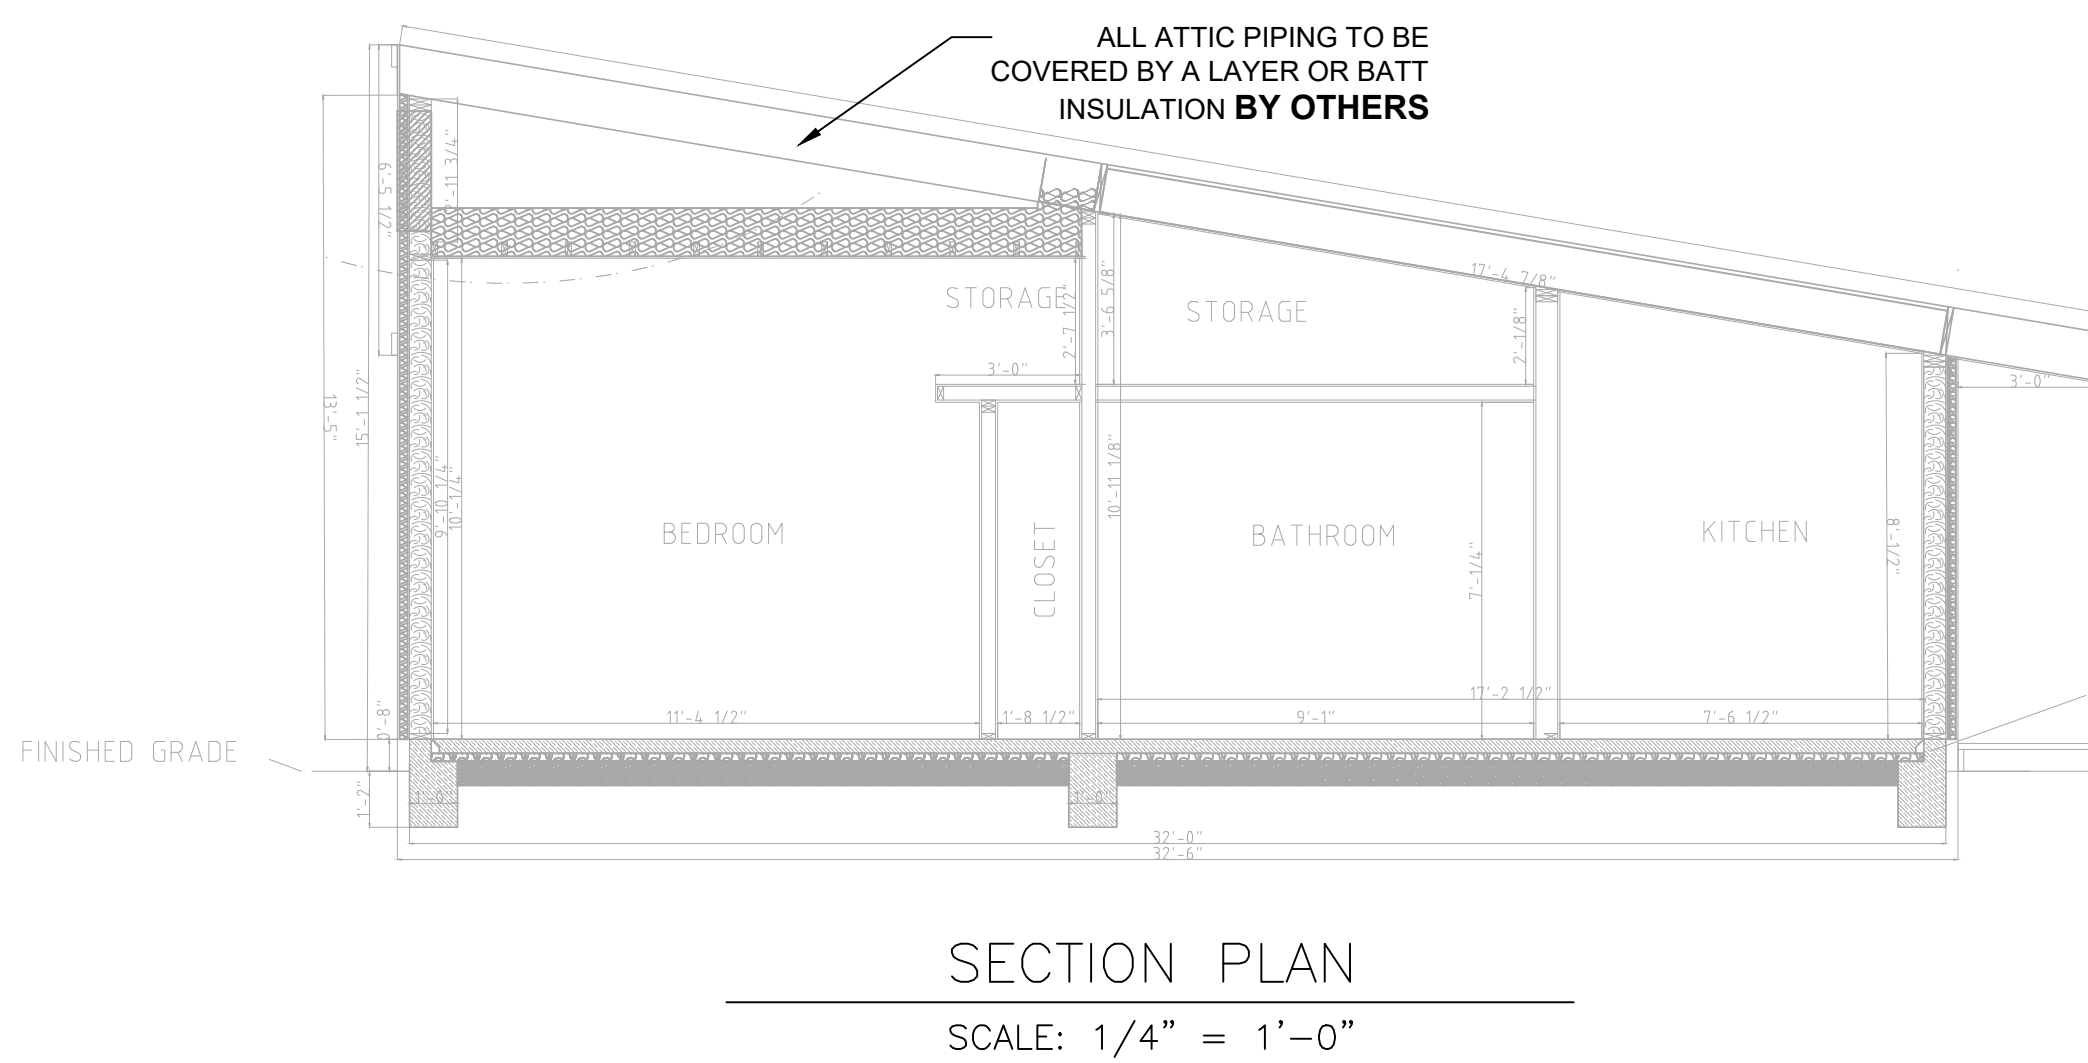 ALL ATTIC PIPING TO BE
COVERED BY A LAYER OR BATT
INSULATION BY OTHERS
6'-5 1/2"
2'-11 3/4"
17'-4 7/8"
STORAGE
STORAGE
2'-7 1/2"
3'-6 5/8"
2'-1/8"
3'-0"
3'-0"
13'-5"
15'-1 1/2"
9'-10 1/4"
10'-1/4"
10'-11 1/8"
BEDROOM
CLOSET
BATHROOM
KITCHEN
7'-1/4"
8'-1/2"
17'-2 1/2"
11'-4 1/2"
1'-8 1/2"
9'-1"
7'-6 1/2"
0'-8"
FINISHED GRADE
1'-2"
1'-0"
1'-0"
32'-0"
32'-6"
SECTION PLAN
SCALE: 1/4" = 1'-0"